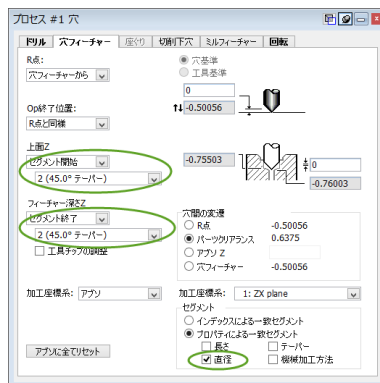 プロセス #1 穴
ドリル 穴フィーチャー 座ぐり 切削下穴 ミルフィーチャー 回転
R点:
穴フィーチャーから
穴基準
工具基準
0
Op終了位置:
-0.50056
R点と同様
上面Z
セグメント開始
2 (45.0° テーパー)
-0.75503
0
-0.76003
フィーチャー深さZ
セグメント終了
2 (45.0° テーパー)
工具チップの調整
穴間の変遷
R点 -0.50056
パーツクリアランス 0.6375
アブソ Z
穴フィーチャー -0.50056
加工座標系: アブソ
加工座標系: 1: ZX plane
セグメント
インデックスによる一致セグメント
プロパティによる一致セグメント
長さ テーパー
直径 機械加工方法
アブソに全てリセット